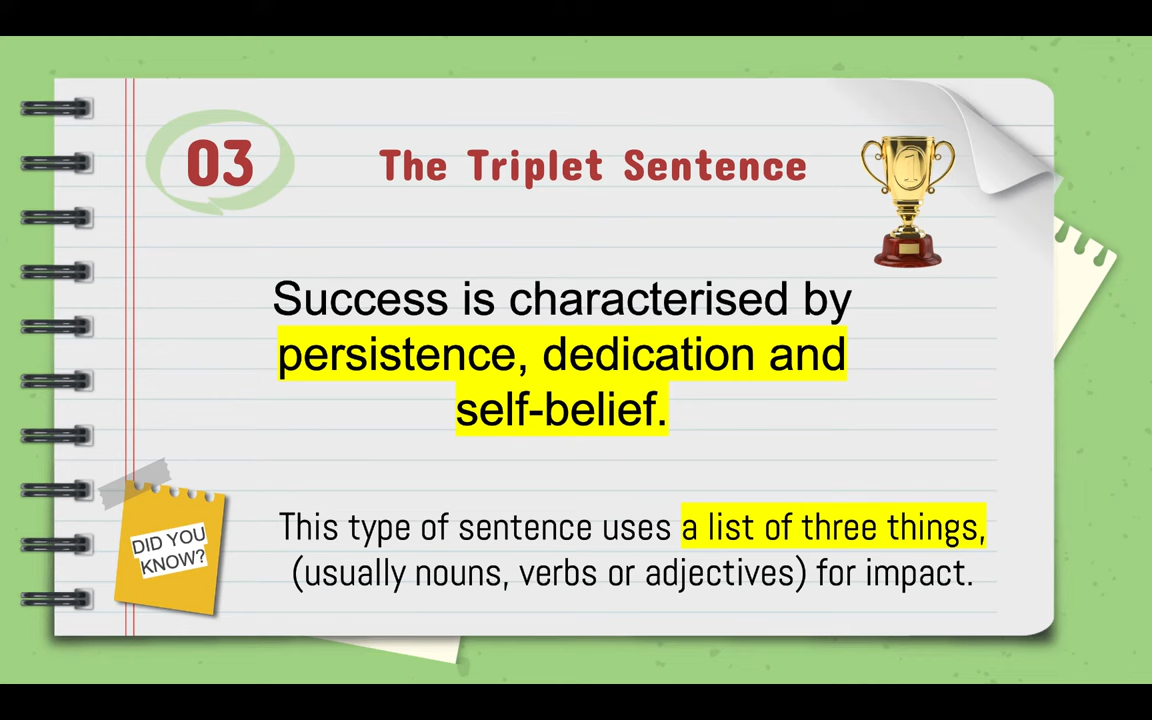 03
The Triplet Sentence
1
Success is characterised by
persistence, dedication and
self-belief.
DID YOU
KNOW?
This type of sentence uses a list of three things,
(usually nouns, verbs or adjectives) for impact.